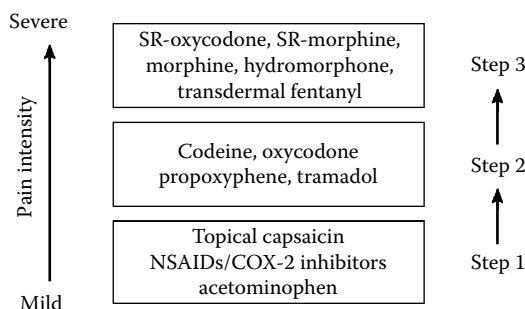 Severe
Pain intensity
Mild
SR-oxycodone, SR-morphine,
morphine, hydromorphone,
transdermal fentanyl
Step 3
Codeine, oxycodone
propoxyphene, tramadol
Step 2
Topical capsaicin
NSAIDs/COX-2 inhibitors
acetominophen
Step 1